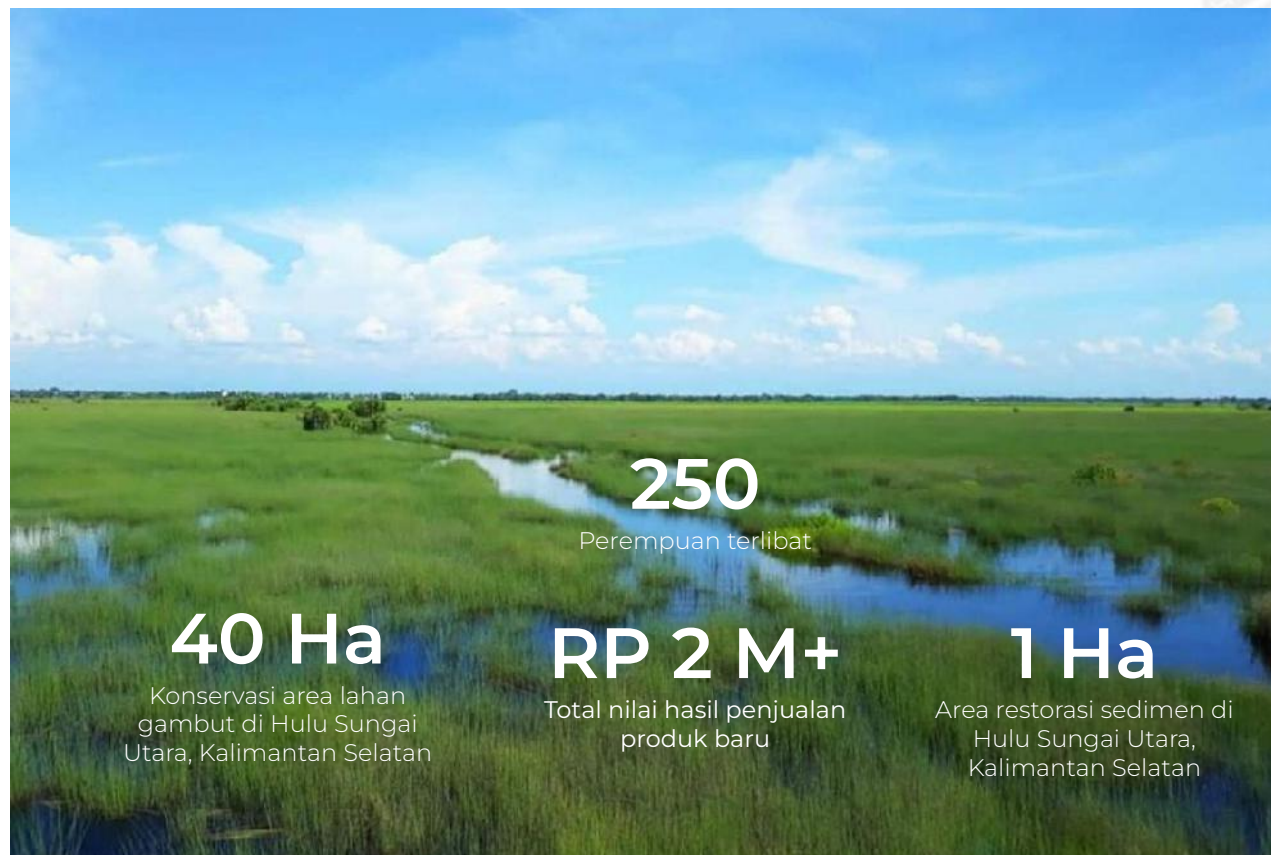 250
Perempuan terlibat
40 Ha
Konservasi area lahan
gambut di Hulu Sungai
Utara, Kalimantan Selatan
RP 2 M+
Total nilai hasil penjualan
produk baru
1 Ha
Area restorasi sedimen di
Hulu Sungai Utara,
Kalimantan Selatan